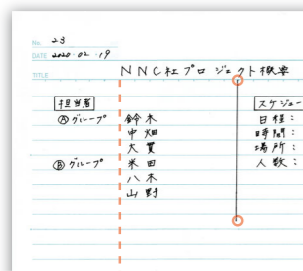 No. 23
DATE 2020・02・19
TITLE NNC社プロジェクト概要
担当者
Ⓐグループ 鈴木
中畑
大貫
Ⓑグループ 米田
八木
山野
スケジュー
日程：
時間：
場所：
人数：